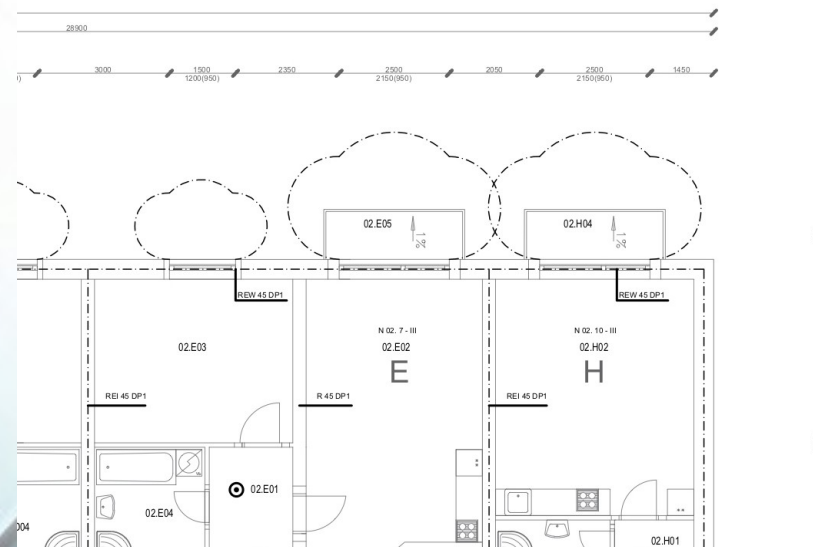 28900
3000 1500 2350 2500 2050 2500 1450
1200(950) 2150(950) 2150(950)
02.E05 1% 02.H04 1%
REW 45 DP1 REW 45 DP1
N 02. 7 - III N 02. 10 - III
02.E03 02.E02 02.H02
E H
REI 45 DP1 R 45 DP1 REI 45 DP1
02.E01
02.E04
02.H01